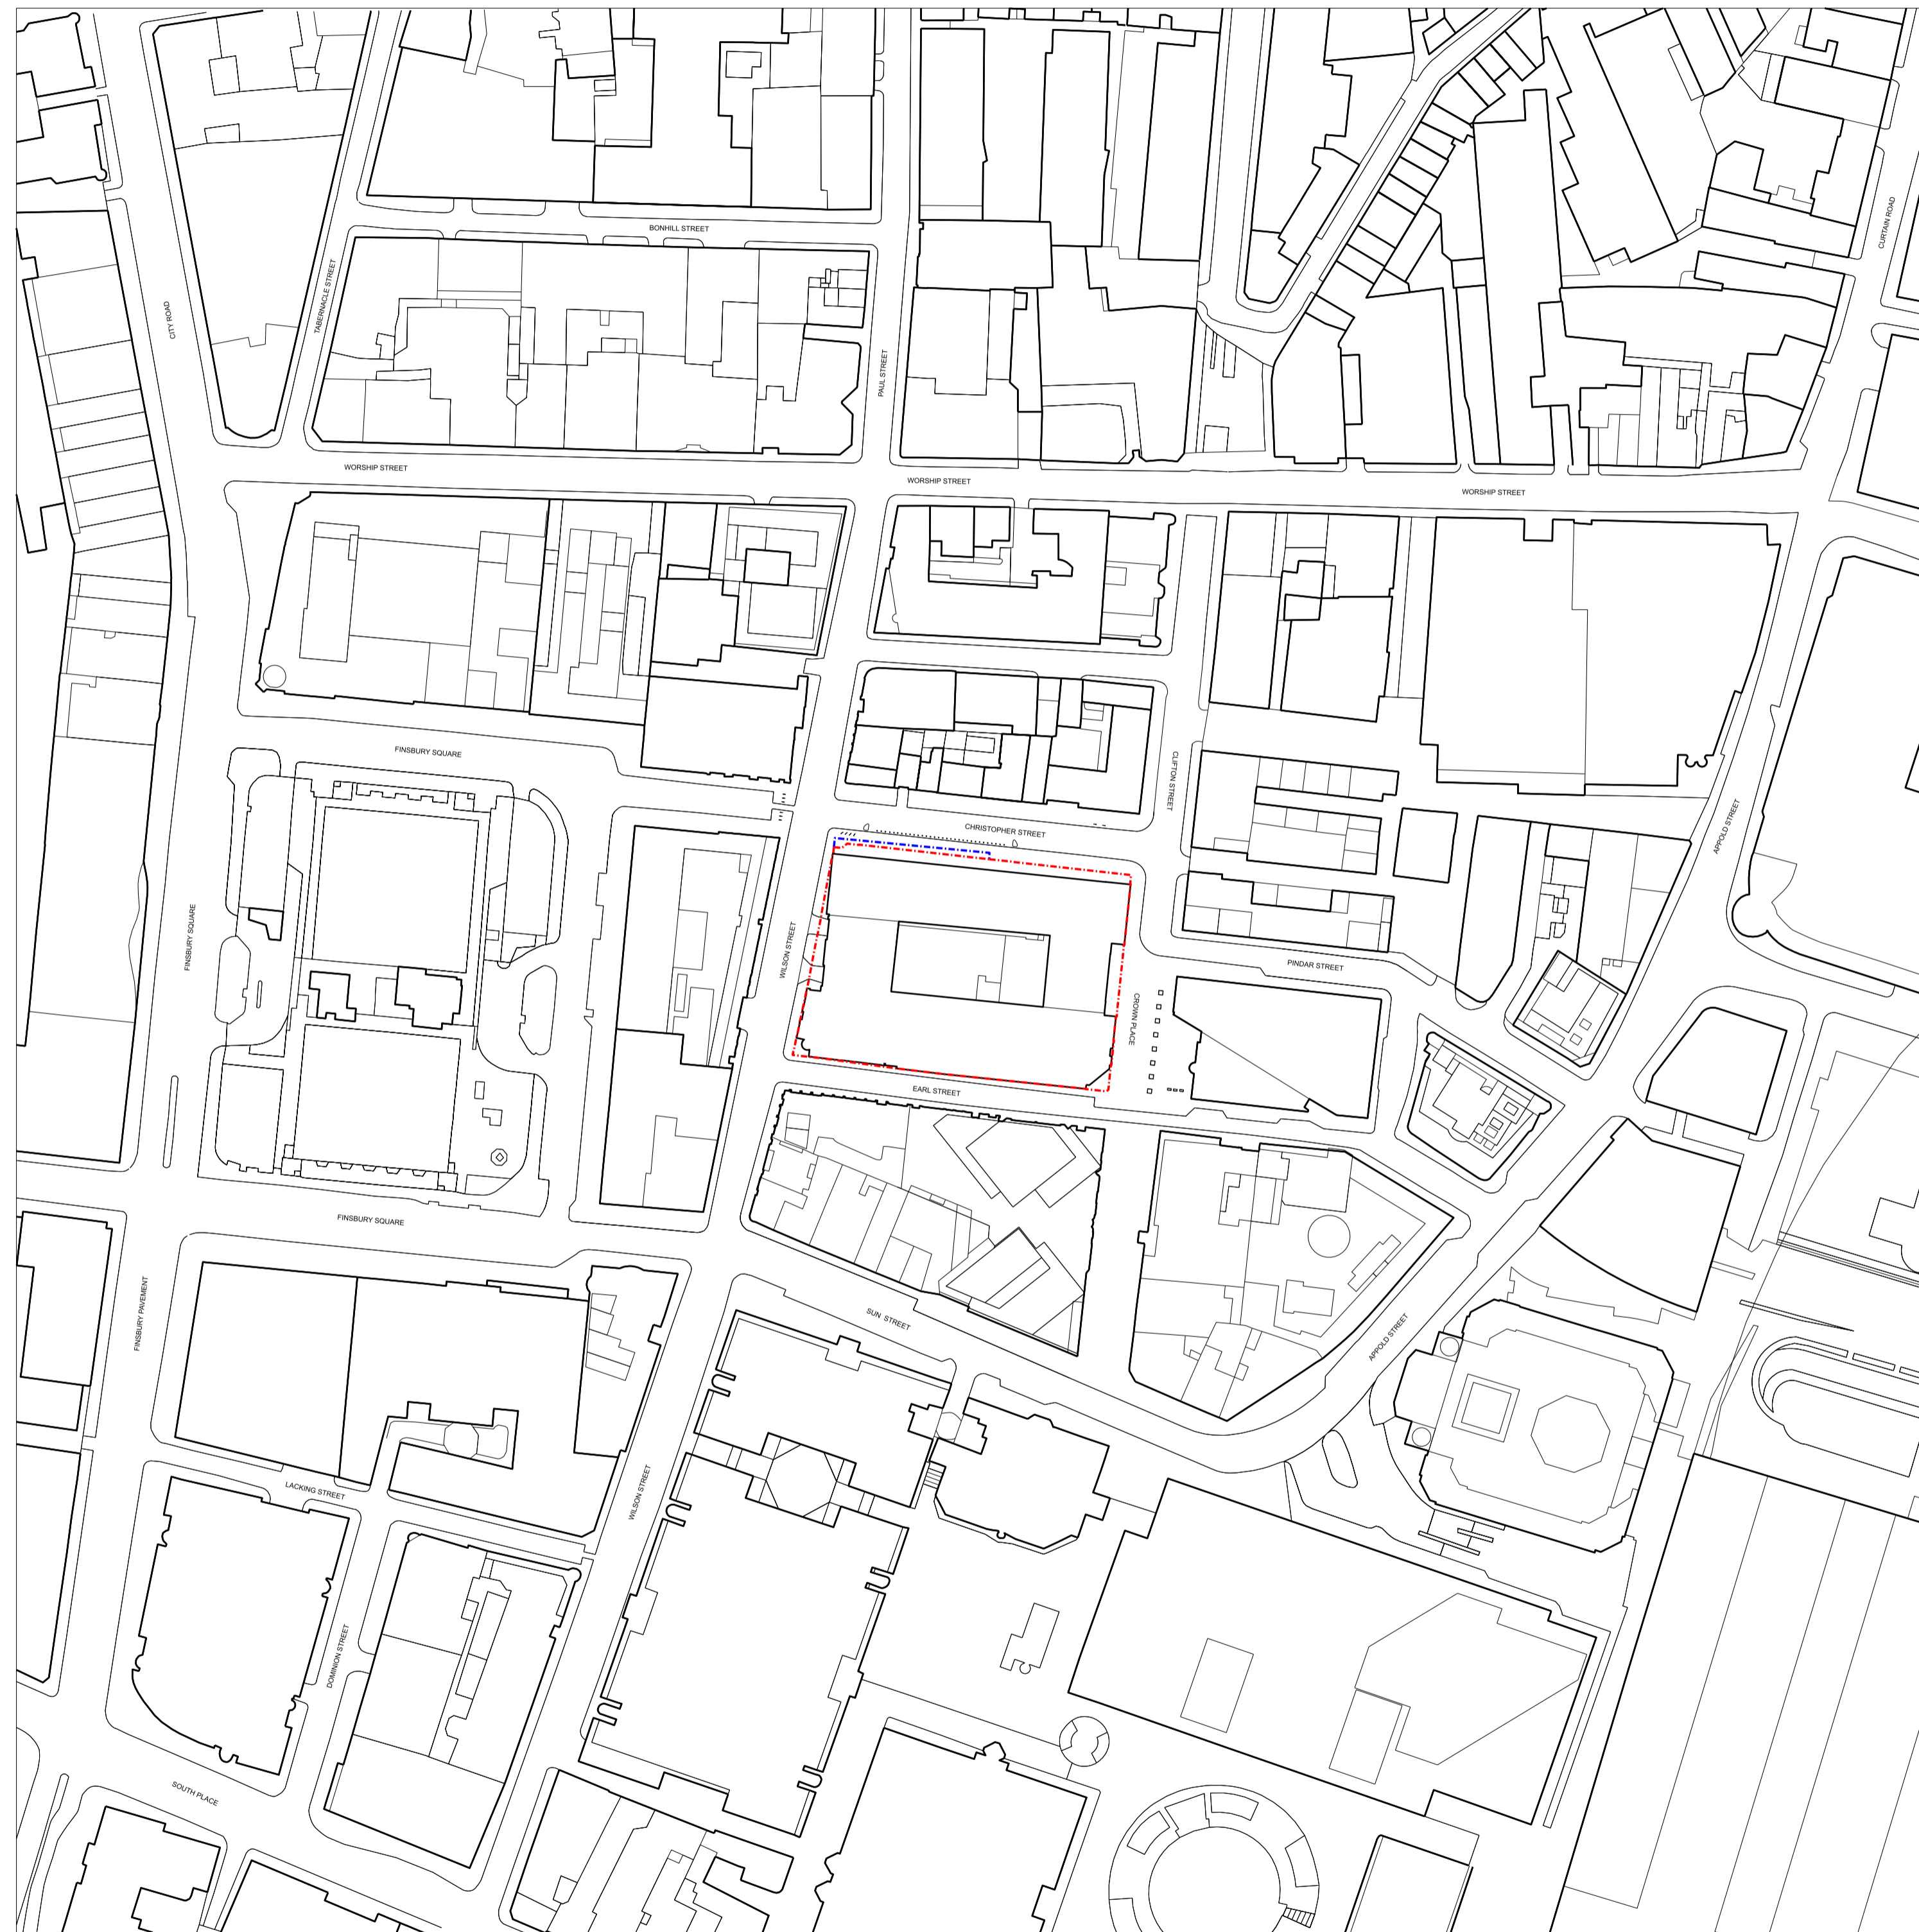 BONHILL STREET
CURTAIN ROAD
TABERNACLE STREET
CITY ROAD
PAUL STREET
WORSHIP STREET
WORSHIP STREET
WORSHIP STREET
FINSBURY SQUARE
CLIFTON STREET
CHRISTOPHER STREET
APPOLD STREET
FINSBURY SQUARE
WILSON STREET
PINDAR STREET
CROWN PLACE
EARL STREET
FINSBURY SQUARE
FINSBURY PAVEMENT
SUN STREET
APPOLD STREET
LACKING STREET
WILSON STREET
DOMINION STREET
SOUTH PLACE